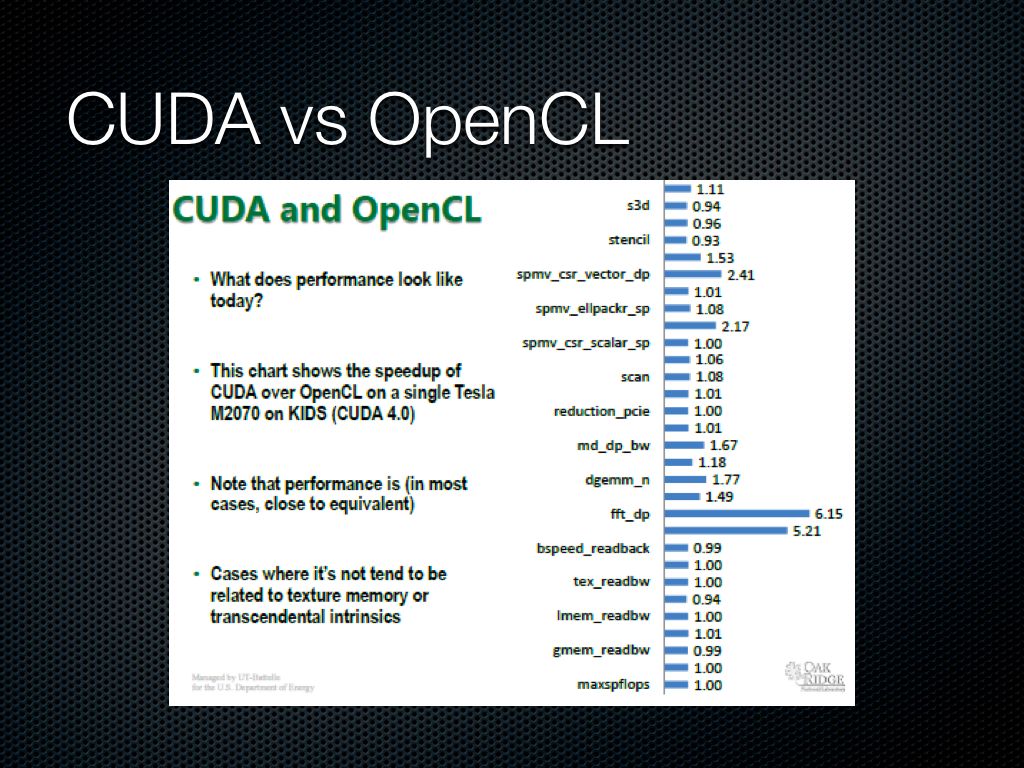 CUDA vs OpenCL
CUDA and OpenCL
• What does performance look like
today?
• This chart shows the speedup of
CUDA over OpenCL on a single Tesla
M2070 on KIDS (CUDA 4.0)
• Note that performance is (in most
cases, close to equivalent)
• Cases where it's not tend to be
related to texture memory or
transcendental intrinsics
Managed by UT-Battelle
for the U.S. Department of Energy
1.11
s3d 0.94
0.96
stencil 0.93
1.53
spmv_csr_vector_dp 2.41
1.01
spmv_ellpackr_sp 1.08
2.17
spmv_csr_scalar_sp 1.00
1.06
scan 1.08
1.01
reduction_pcie 1.00
1.01
md_dp_bw 1.67
1.18
dgemm_n 1.77
1.49
fft_dp 6.15
5.21
bspeed_readback 0.99
1.00
tex_readbw 1.00
0.94
lmem_readbw 1.00
1.01
gmem_readbw 0.99
1.00
maxspflops 1.00
OAK
RIDGE
National Laboratory